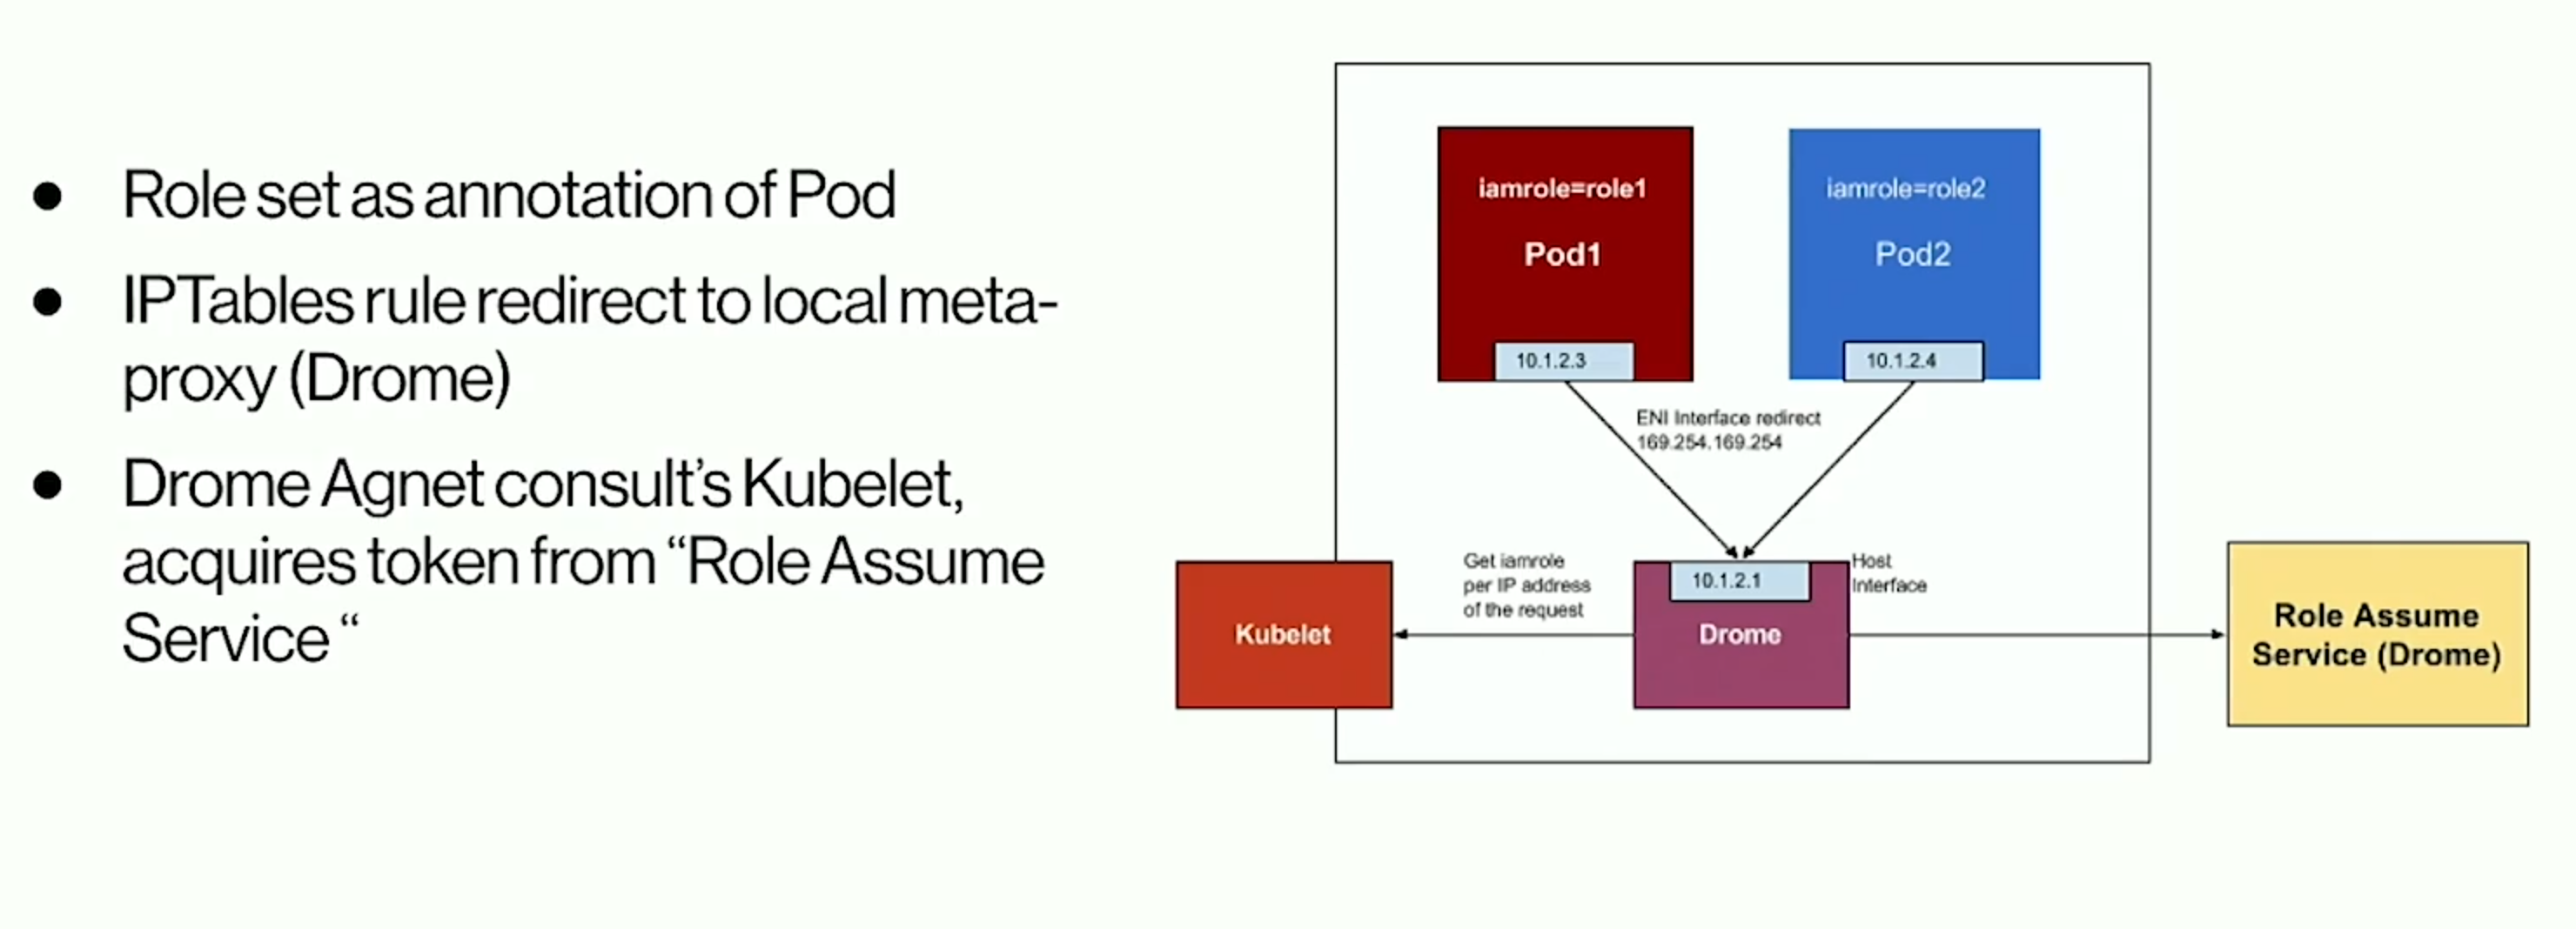 Role set as annotation of Pod
IPTables rule redirect to local meta-
proxy (Drome)
Drome Agnet consult’s Kubelet,
acquires token from “Role Assume
Service “
iamrole=role1
Pod1
10.1.2.3
iamrole=role2
Pod2
10.1.2.4
ENI Interface redirect
169.254.169.254
Get iamrole
per IP address
of the request
Host
Interface
10.1.2.1
Kubelet
Drome
Role Assume
Service (Drome)